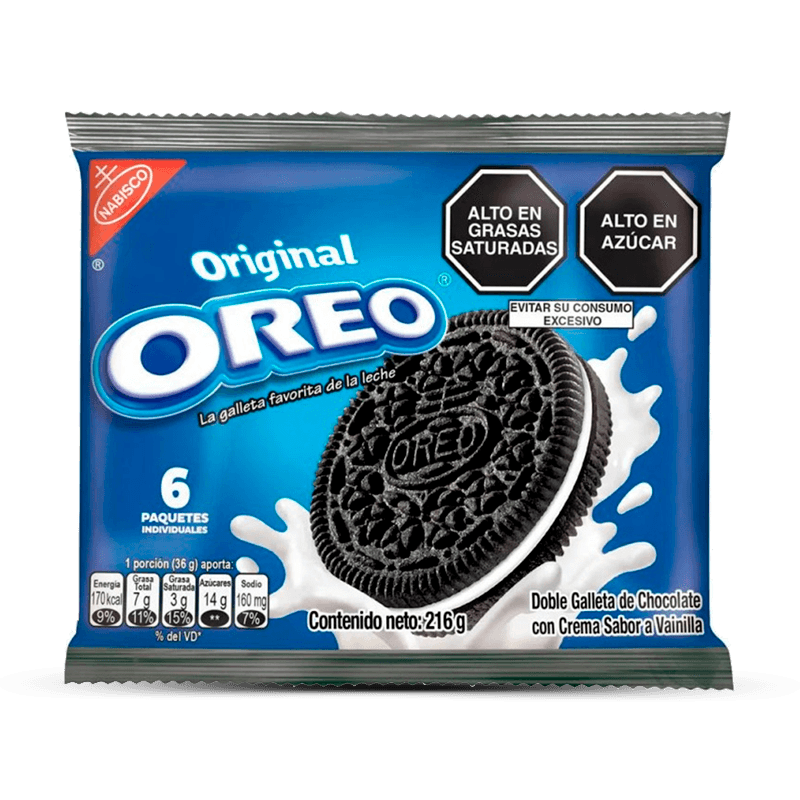 NABISCO
®
Original
OREO
®
La galleta favorita de la leche
ALTO EN
GRASAS
SATURADAS
ALTO EN
AZÚCAR
EVITAR SU CONSUMO
EXCESIVO
OREO
6
PAQUETES
INDIVIDUALES
1 porción (36 g) aporta:
Energía
170 kcal
9%
Grasa
Total
7 g
11%
Grasa
Saturada
3 g
15%
Azúcares
14 g
**
Sodio
160 mg
7%
% del VD*
Contenido neto: 216 g
Doble Galleta de Chocolate
con Crema Sabor a Vainilla